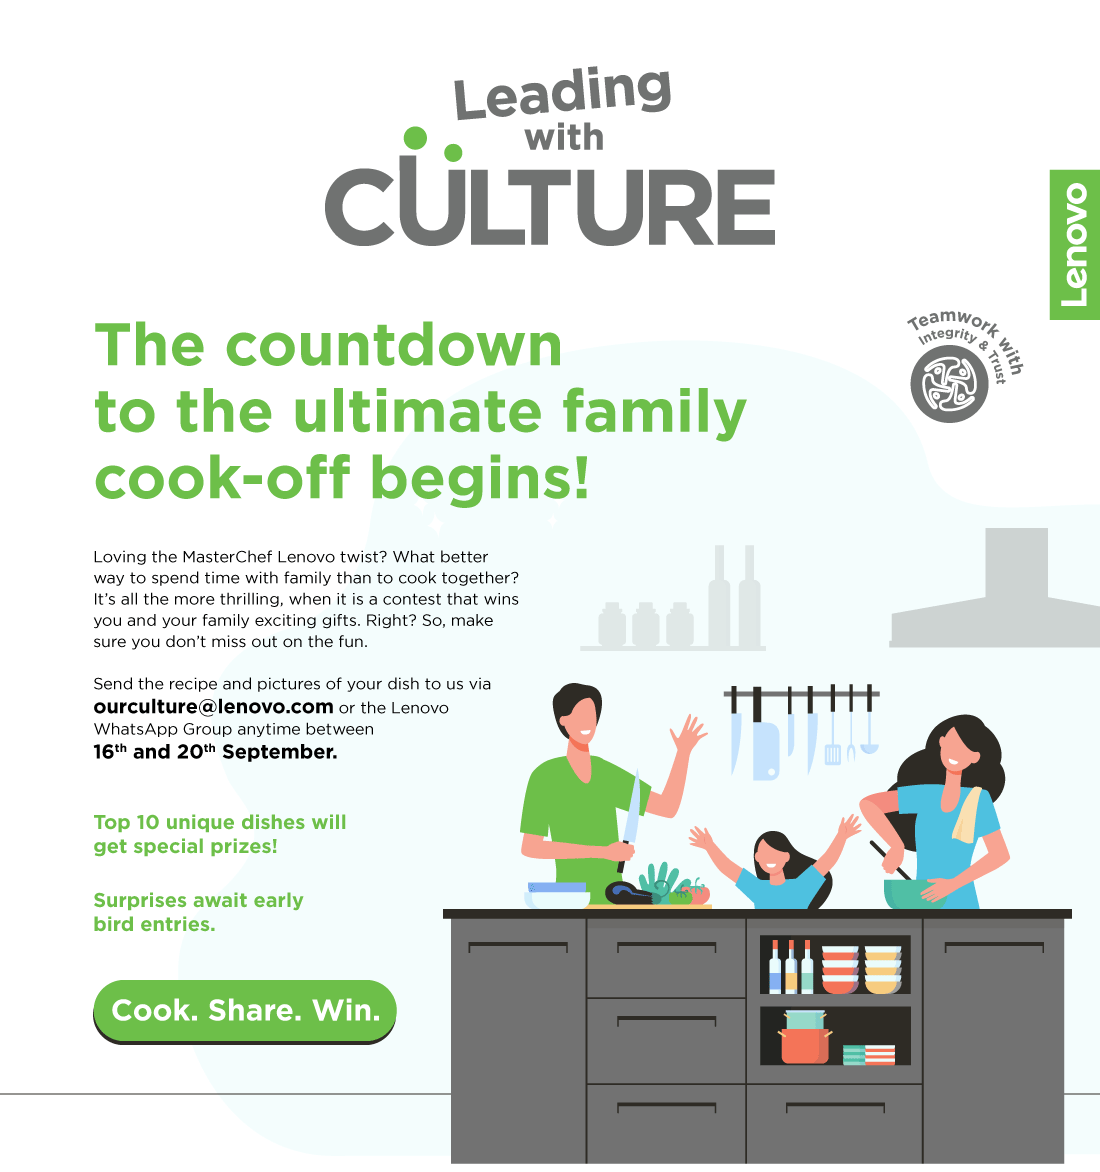 Leading
with
CULTURE
Lenovo
Teamwork with
Integrity & Trust
The countdown
to the ultimate family
cook-off begins!
Loving the MasterChef Lenovo twist? What better
way to spend time with family than to cook together?
It's all the more thrilling, when it is a contest that wins
you and your family exciting gifts. Right? So, make
sure you don't miss out on the fun.
Send the recipe and pictures of your dish to us via
ourculture@lenovo.com or the Lenovo
WhatsApp Group anytime between
16th and 20th September.
Top 10 unique dishes will
get special prizes!
Surprises await early
bird entries.
Cook. Share. Win.